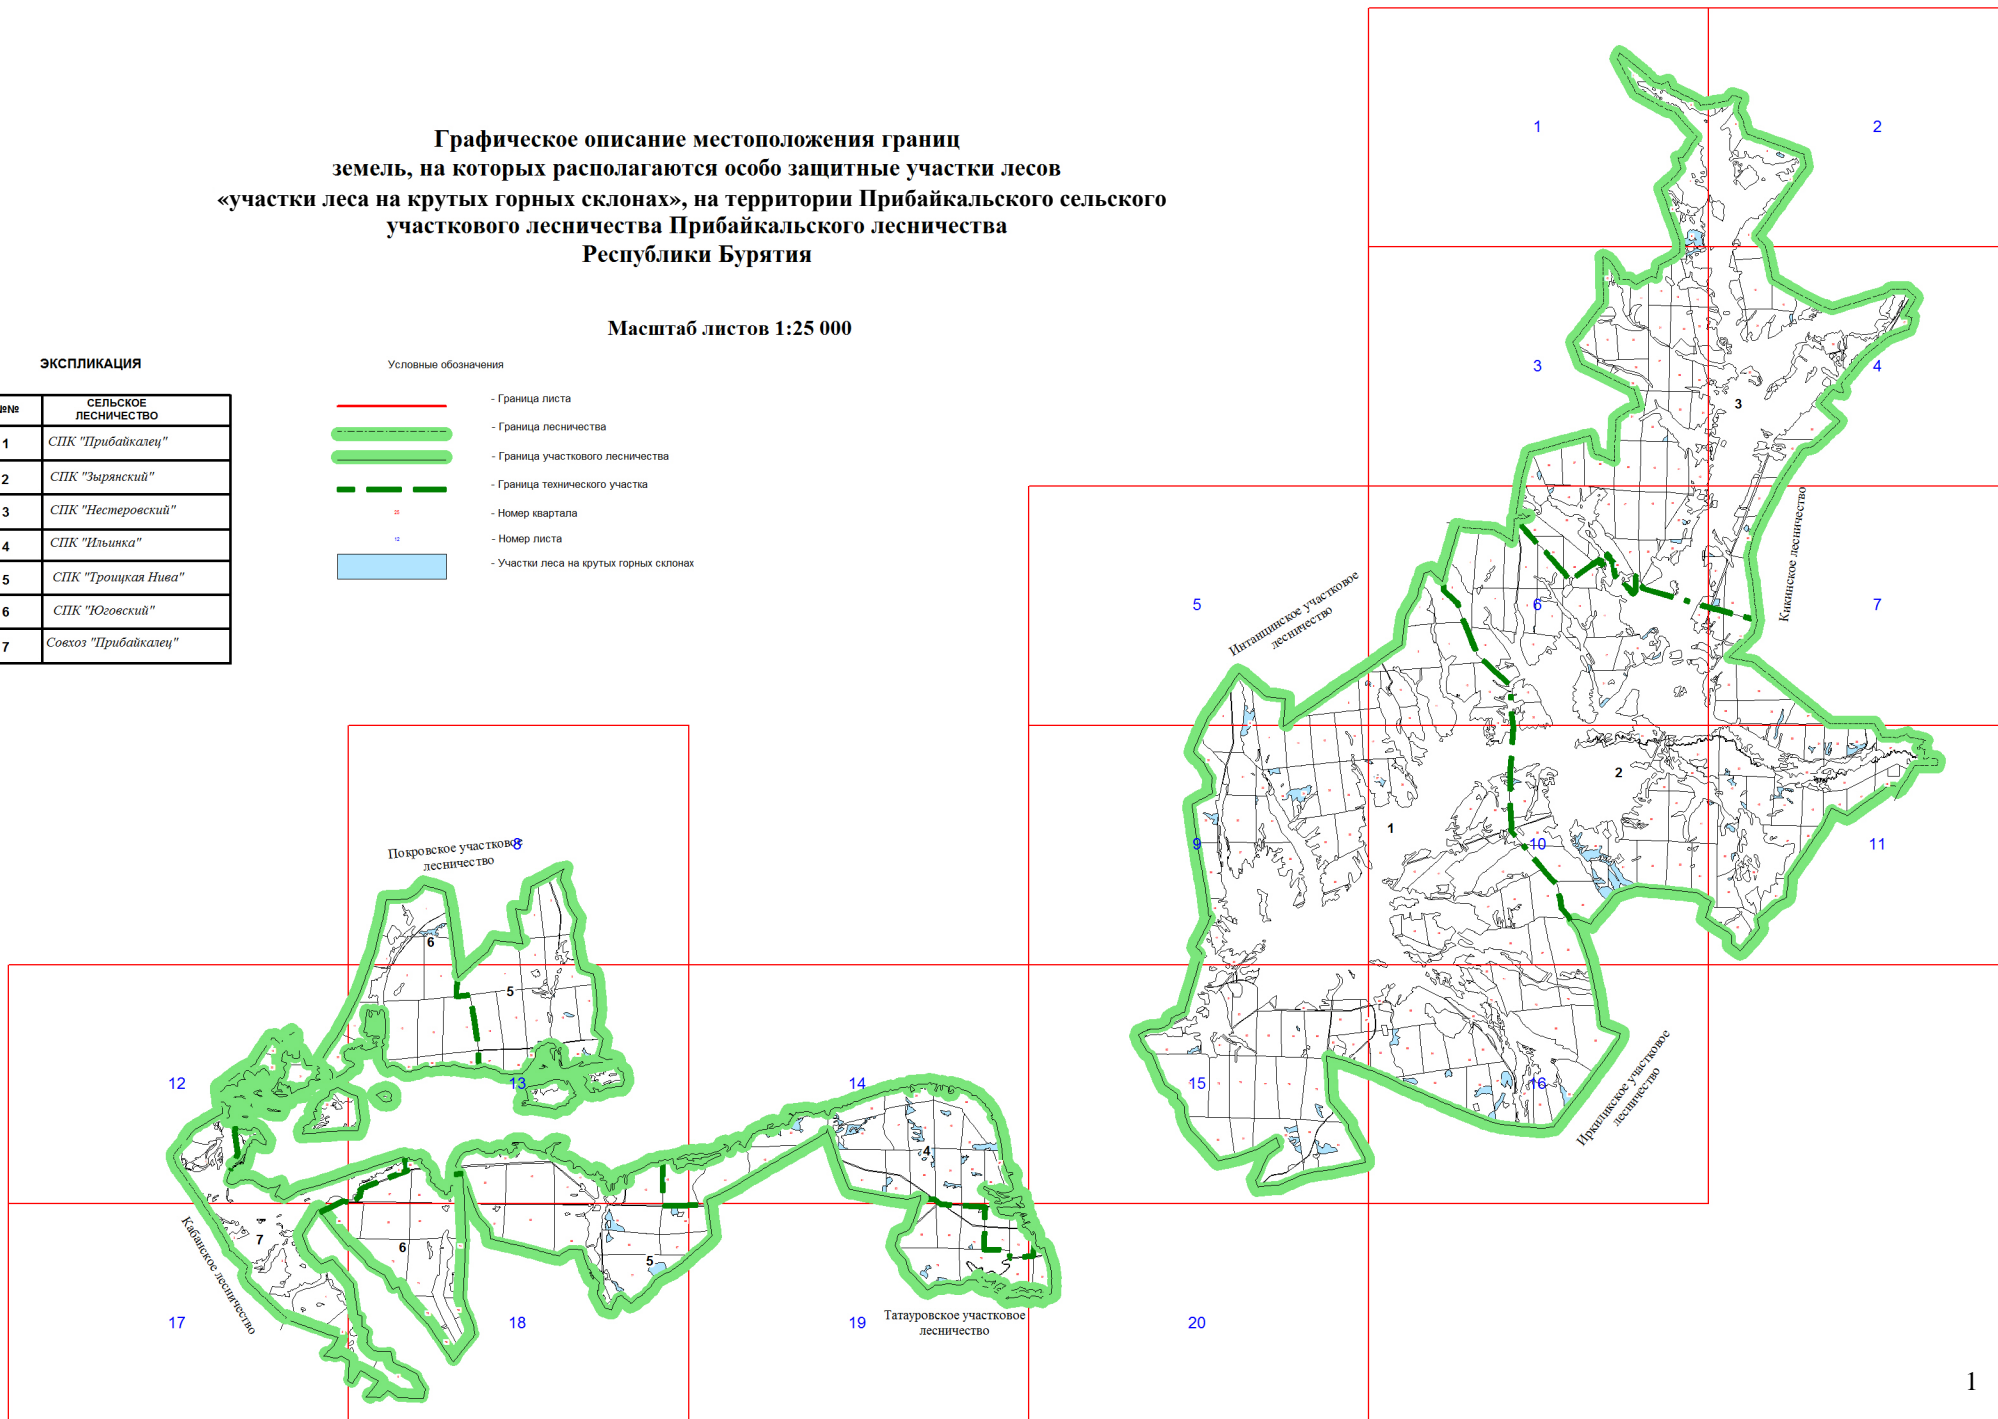 Графическое описание местоположения границ
земель, на которых располагаются особо защитные участки лесов
«участки леса на крутых горных склонах», на территории Прибайкальского сельского
участкового лесничества Прибайкальского лесничества
Республики Бурятия
Масштаб листов 1:25 000
ЭКСПЛИКАЦИЯ
№№ СЕЛЬСКОЕ
ЛЕСНИЧЕСТВО
1 СПК "Прибайкалец"
2 СПК "Зырянский"
3 СПК "Нестеровский"
4 СПК "Ильинка"
5 СПК "Троицкая Нива"
6 СПК "Юговский"
7 Совхоз "Прибайкалец"
Условные обозначения
- Граница листа
- Граница лесничества
- Граница участкового лесничества
- Граница технического участка
- Номер квартала
12 - Номер листа
- Участки леса на крутых горных склонах
1
2
3
4
3
5
6
7
Интанцинское участковое
лесничество
Кикинское лесничество
2
1
8
9
10
11
Покровское участковое
лесничество
6
5
12
13
14
15
16
Иркиликское участковое
лесничество
4
7
6
5
Кабанское лесничество
Татауровское участковое
лесничество
17
18
19
20
1